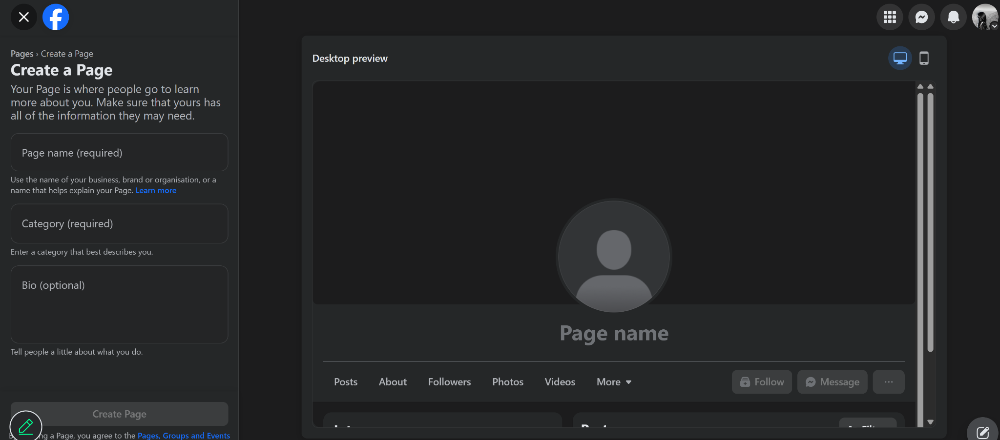 Pages › Create a Page
Create a Page
Your Page is where people go to learn
more about you. Make sure that yours has
all of the information they may need.
Page name (required)
Use the name of your business, brand or organisation, or a
name that helps explain your Page. Learn more
Category (required)
Enter a category that best describes you.
Bio (optional)
Tell people a little about what you do.
Create Page
a Page, you agree to the Pages, Groups and Events
Desktop preview
Page name
Posts About Followers Photos Videos More Follow Message ...